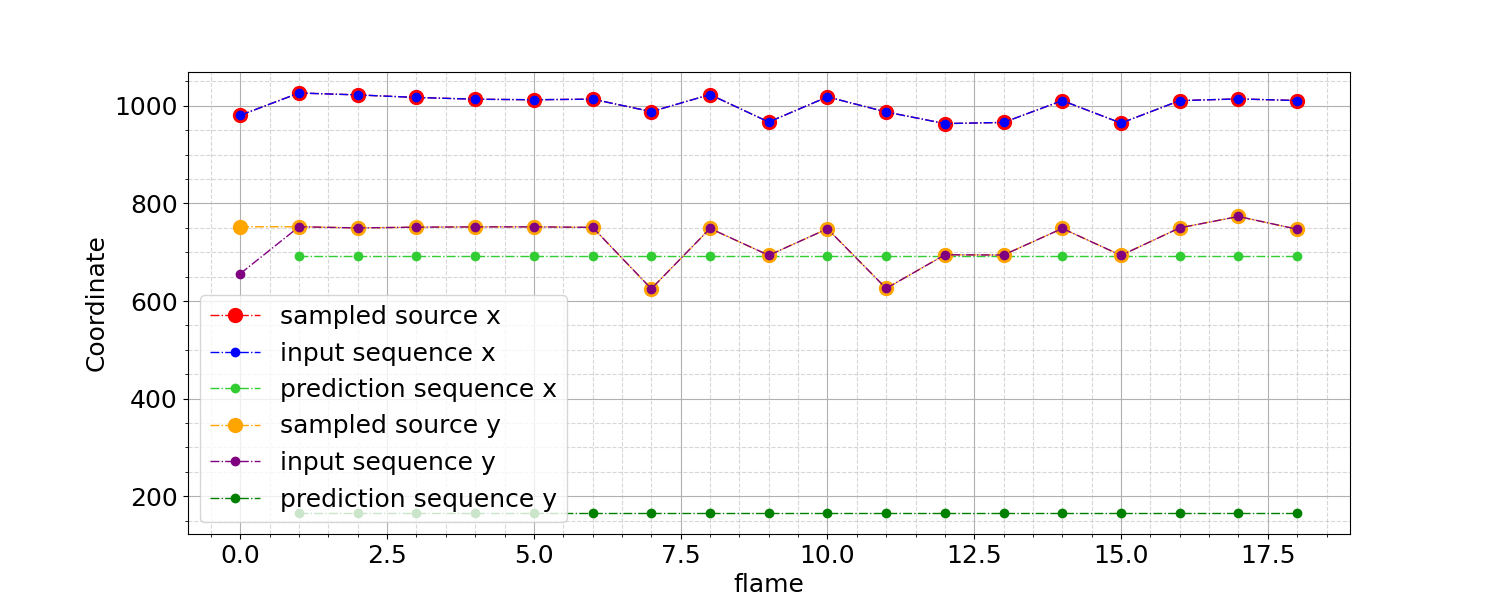 1000
800
600
400
200
Coordinate
sampled source x
input sequence x
prediction sequence x
sampled source y
input sequence y
prediction sequence y
0.0 2.5 5.0 7.5 10.0 12.5 15.0 17.5
flame